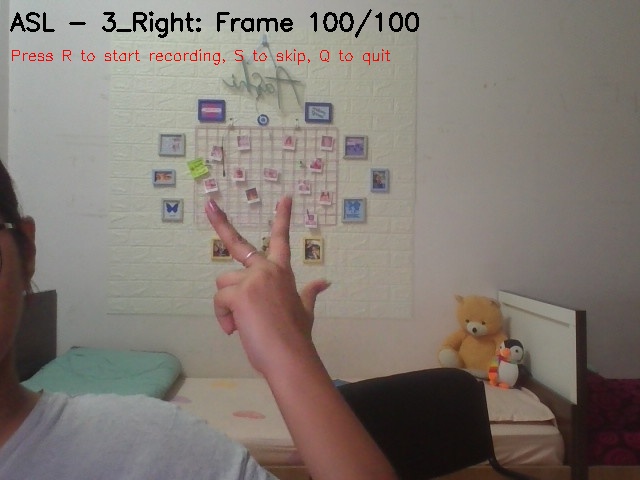 ASL - 3_Right: Frame 100/100
Press R to start recording, S to skip, Q to quit